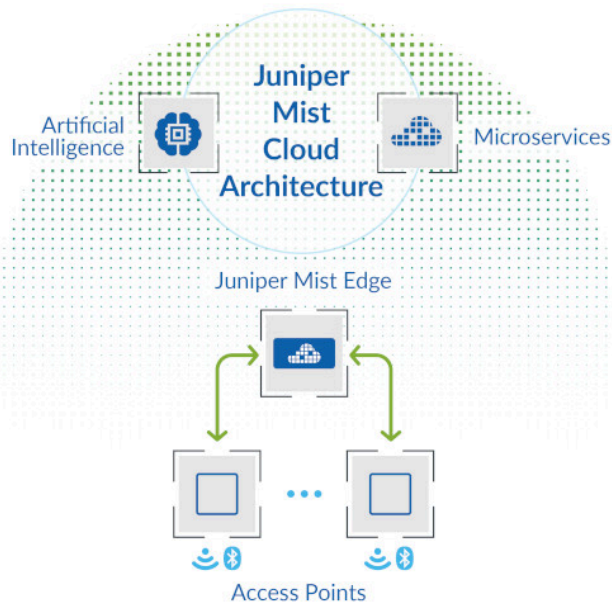 Juniper
Mist
Cloud
Architecture
Artificial
Intelligence
Microservices
Juniper Mist Edge
Access Points